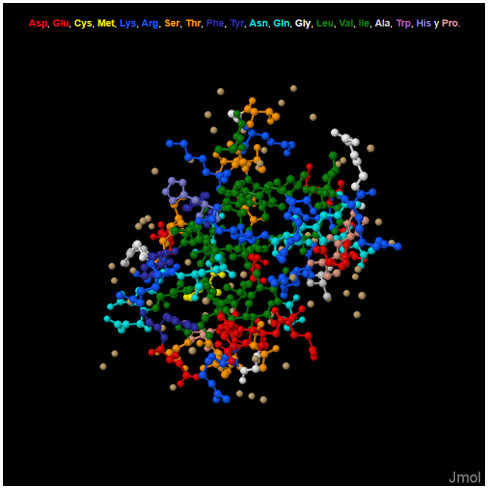 Asp, Glu, Cys, Met, Lys, Arg, Ser, Thr, Phe, Tyr, Asn, Gln, Gly, Leu, Val, Ile, Ala, Trp, His y Pro.
Jmol